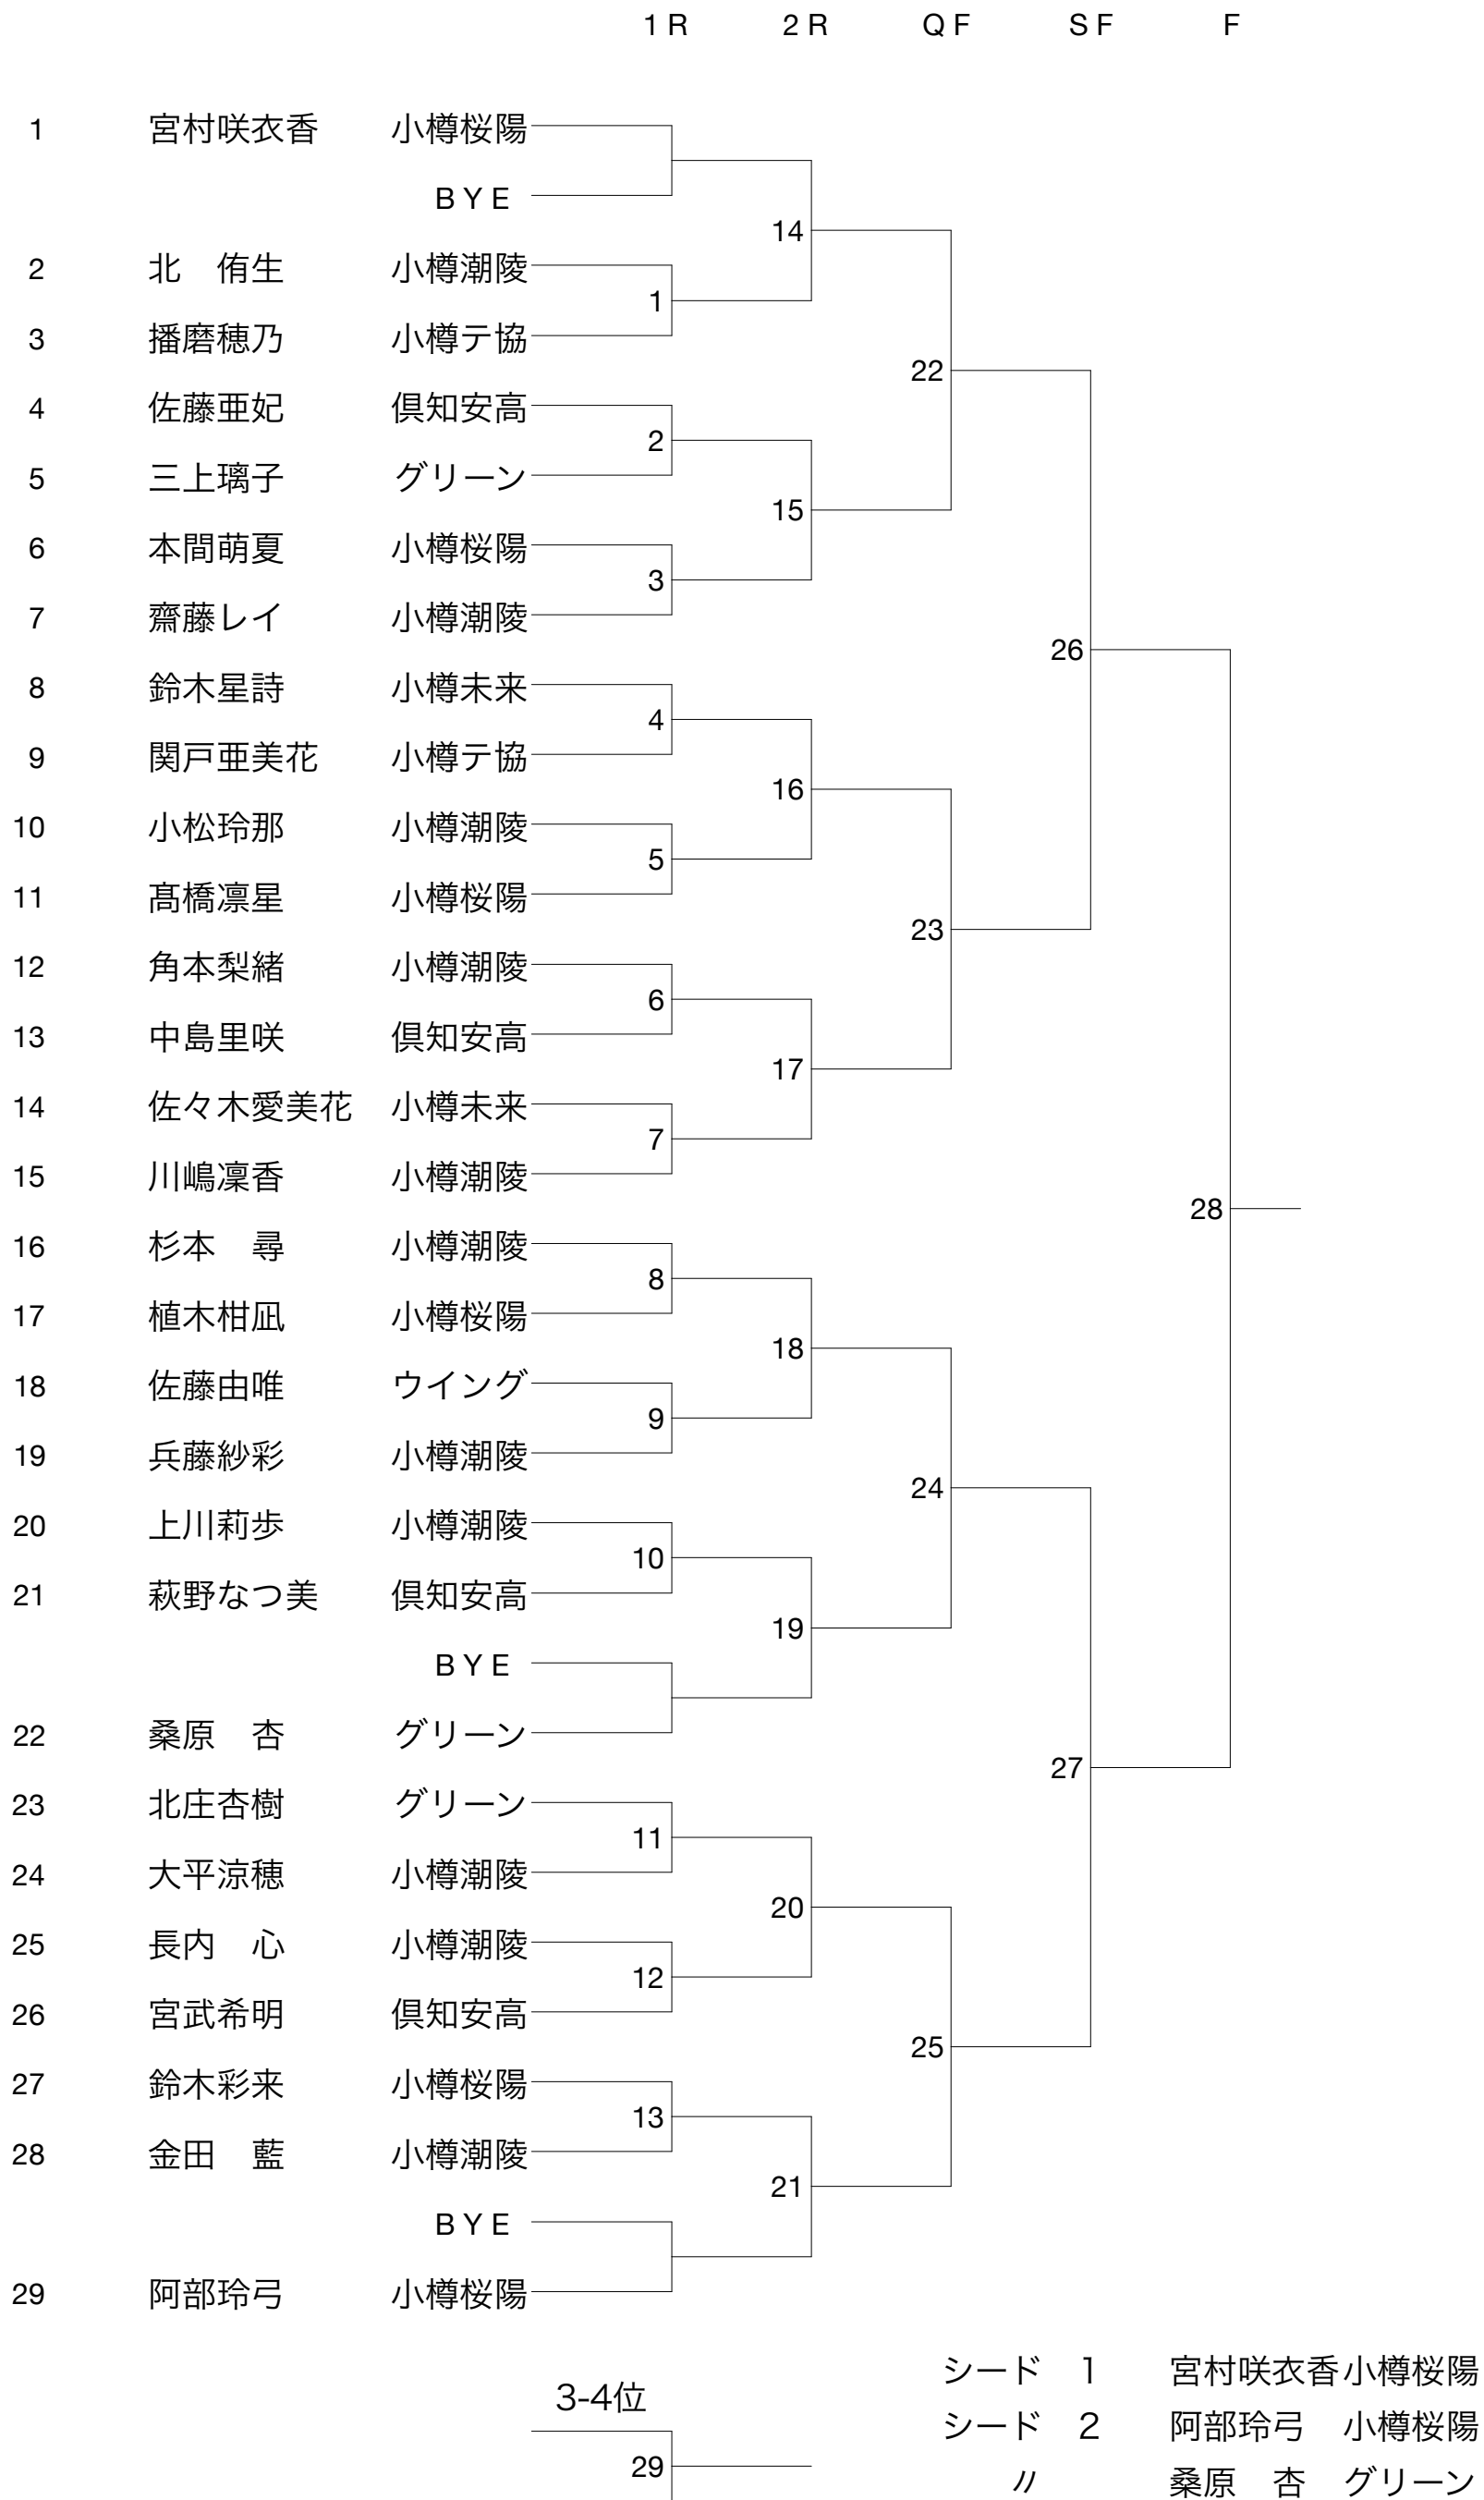 1R 2R QF SF F
1 宮村咲衣香 小樽桜陽
BYE
14
2 北 侑生 小樽潮陵
1
3 播磨穂乃 小樽テ協
22
4 佐藤亜妃 倶知安高
2
5 三上璃子 グリーン
15
6 本間萌夏 小樽桜陽
3
7 齋藤レイ 小樽潮陵
26
8 鈴木星詩 小樽未来
4
9 関戸亜美花 小樽テ協
16
10 小松玲那 小樽潮陵
5
11 髙橋凛星 小樽桜陽
23
12 角本梨緒 小樽潮陵
6
13 中島里咲 倶知安高
17
14 佐々木愛美花 小樽未来
7
15 川嶋凜香 小樽潮陵
28
16 杉本 尋 小樽潮陵
8
17 植木柑凪 小樽桜陽
18
18 佐藤由唯 ウイング
9
19 兵藤紗彩 小樽潮陵
24
20 上川莉歩 小樽潮陵
10
21 萩野なつ美 倶知安高
19
BYE
22 桑原 杏 グリーン
27
23 北庄杏樹 グリーン
11
24 大平涼穂 小樽潮陵
20
25 長内 心 小樽潮陵
12
26 宮武希明 倶知安高
25
27 鈴木彩来 小樽桜陽
13
28 金田 藍 小樽潮陵
21
BYE
29 阿部玲弓 小樽桜陽
シード 1 宮村咲衣香 小樽桜陽
3-4位
シード 2 阿部玲弓 小樽桜陽
29
〃 桑原 杏 グリーン